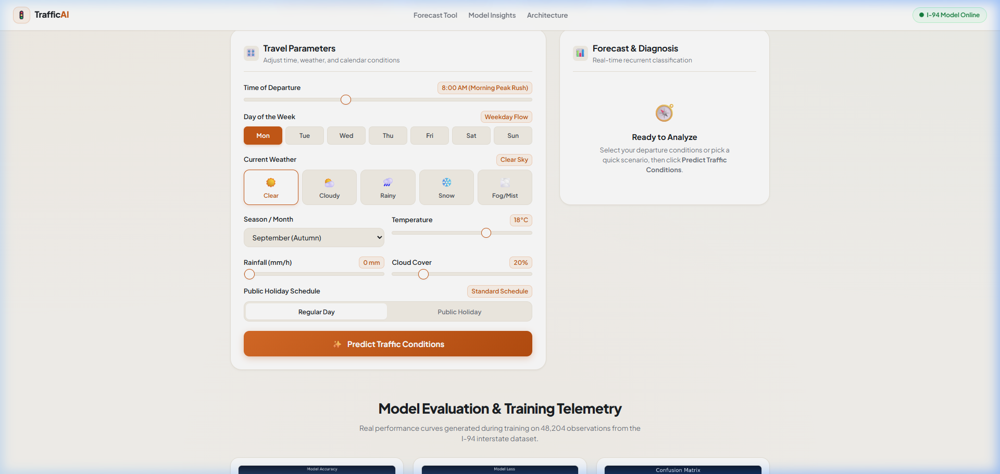 TrafficAI
Forecast Tool
Model Insights
Architecture
I-94 Model Online
Travel Parameters
Adjust time, weather, and calendar conditions
Time of Departure
8:00 AM (Morning Peak Rush)
Day of the Week
Weekday Flow
Mon
Tue
Wed
Thu
Fri
Sat
Sun
Current Weather
Clear Sky
Clear
Cloudy
Rainy
Snow
Fog/Mist
Season / Month
September (Autumn)
Temperature
18°C
Rainfall (mm/h)
0 mm
Cloud Cover
20%
Public Holiday Schedule
Standard Schedule
Regular Day
Public Holiday
Predict Traffic Conditions
Forecast & Diagnosis
Real-time recurrent classification
Ready to Analyze
Select your departure conditions or pick a
quick scenario, then click Predict Traffic
Conditions.
Model Evaluation & Training Telemetry
Real performance curves generated during training on 48,204 observations from the
I-94 interstate dataset.
Model Accuracy
Model Loss
Confusion Matrix